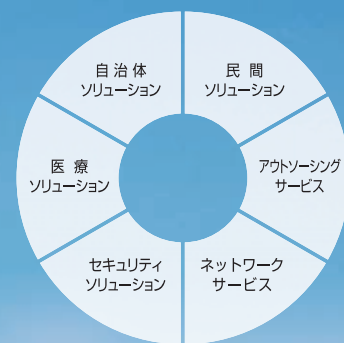 自治体
ソリューション
民間
ソリューション
医療
ソリューション
アウトソーシング
サービス
セキュリティ
ソリューション
ネットワーク
サービス